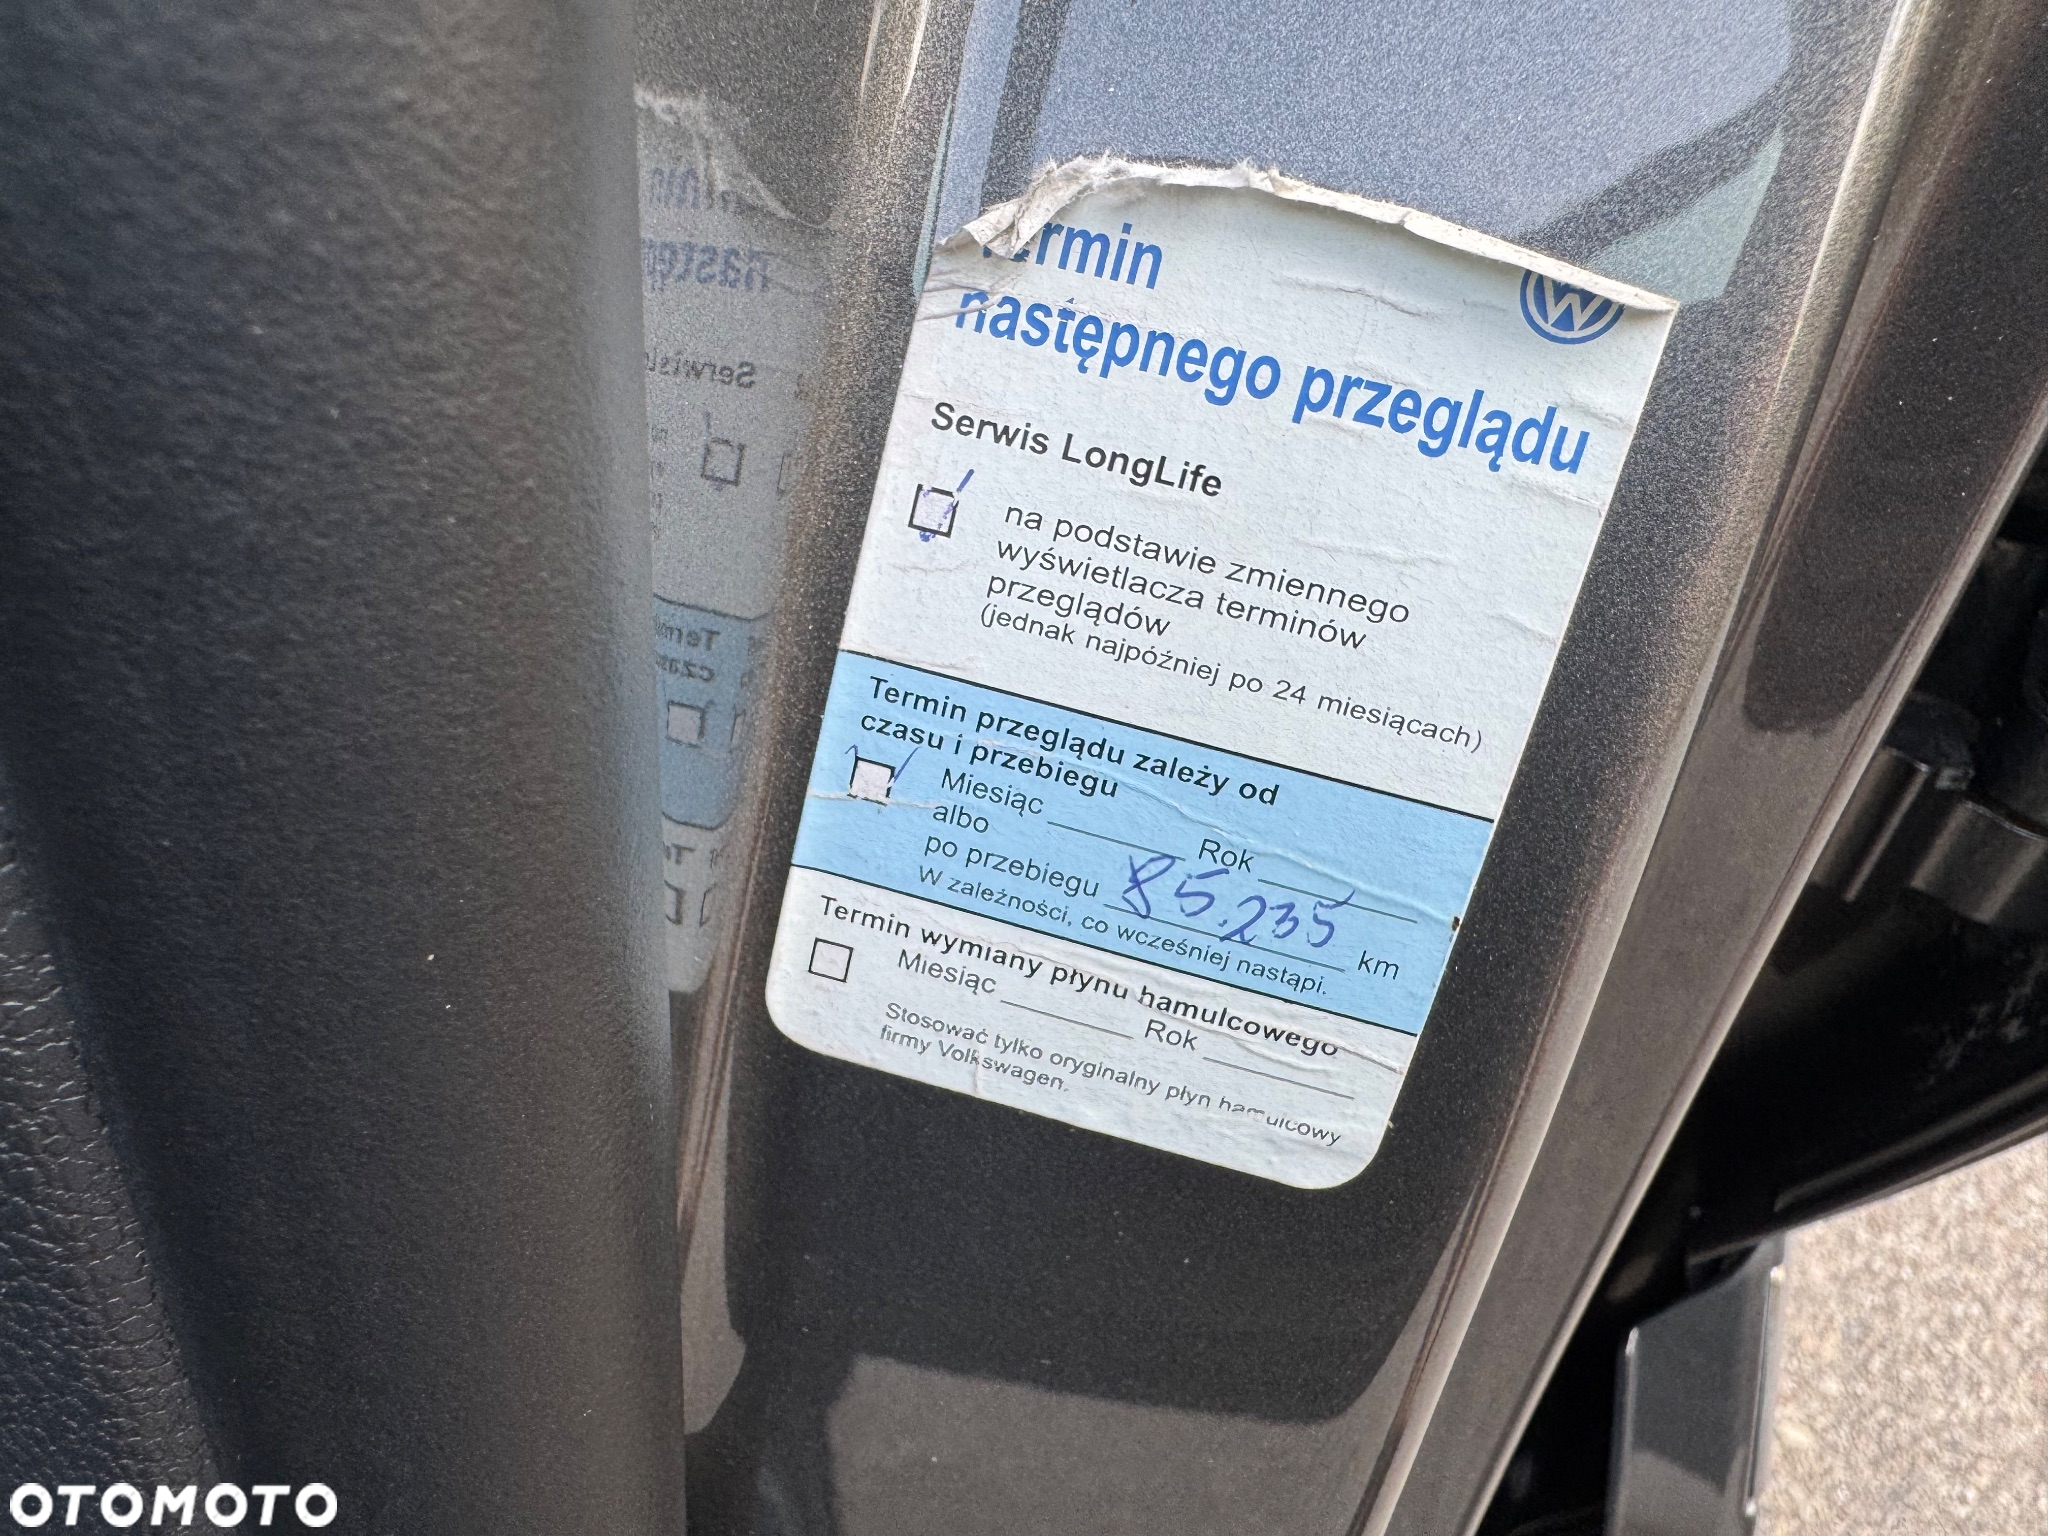 Termin
następnego przeglądu
Serwis LongLife
na podstawie zmiennego
wyświetlacza terminów
przeglądów
(jednak najpóźniej po 24 miesiącach)
Termin przeglądu zależy od
czasu i przebiegu
Miesiąc Rok
albo
po przebiegu 85.235 km
W zależności, co wcześniej nastąpi.
Termin wymiany płynu hamulcowego
Miesiąc Rok
Stosować tylko oryginalny płyn hamulcowy
firmy Volkswagen.
OTOMOTO